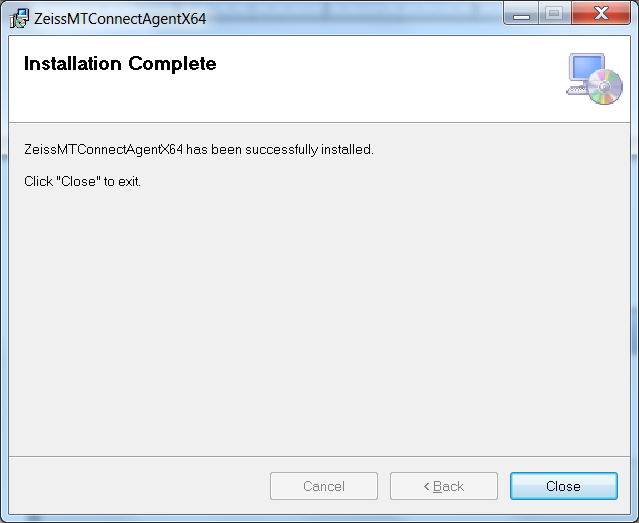 ZeissMTConnectAgentX64
Installation Complete
ZeissMTConnectAgentX64 has been successfully installed.
Click "Close" to exit.
Cancel
< Back
Close